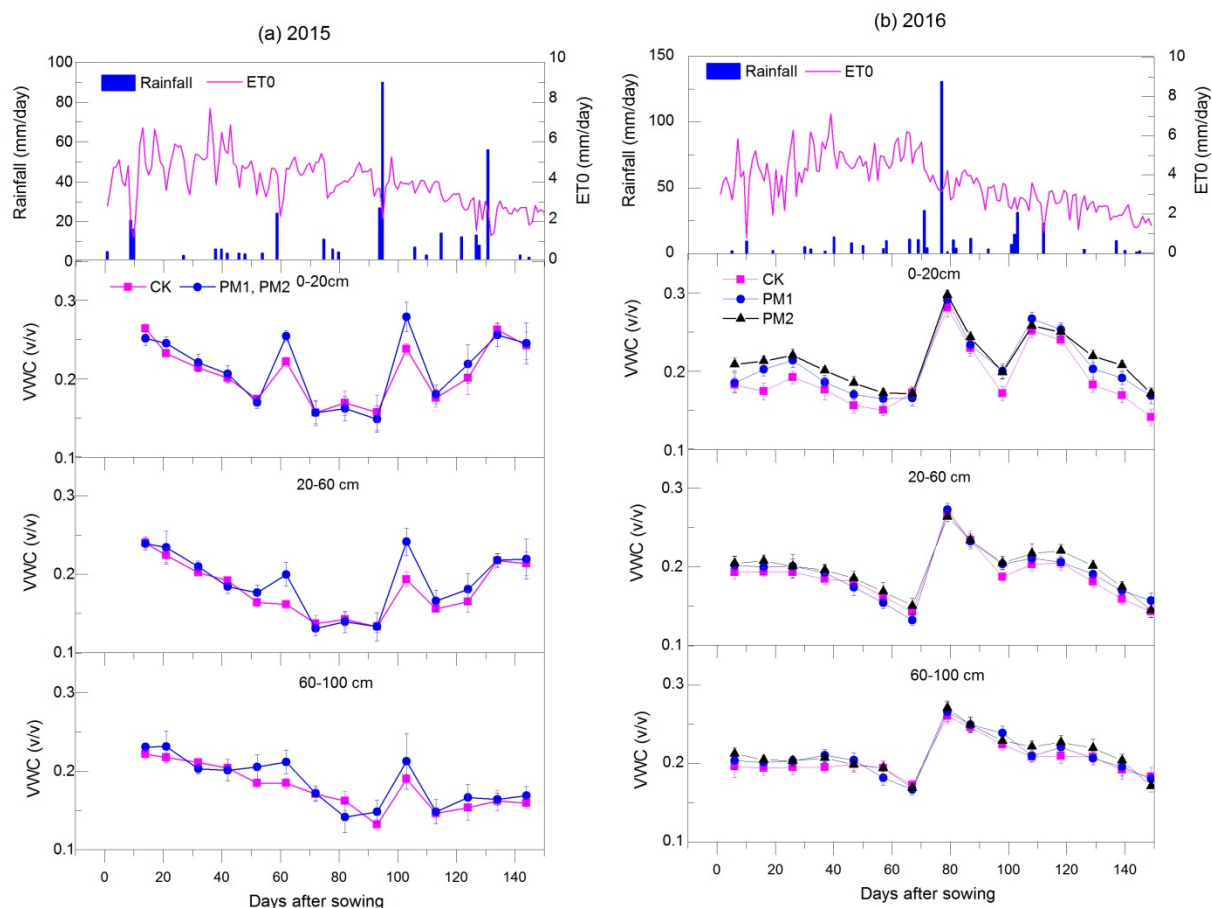 (a) 2015
100
80
60
40
20
0
Rainfall (mm/day)
Rainfall
ET0
10
8
6
4
2
0
ET0 (mm/day)
CK
PM1, PM2
0-20cm
0.3
0.2
0.1
VWC (v/v)
20-60 cm
0.3
0.2
0.1
VWC (v/v)
60-100 cm
0.3
0.2
0.1
VWC (v/v)
0 20 40 60 80 100 120 140
Days after sowing
(b) 2016
150
100
50
0
Rainfall (mm/day)
Rainfall
ET0
10
8
6
4
2
0
ET0 (mm/day)
0-20cm
CK
PM1
PM2
0.3
0.2
0.1
VWC (v/v)
20-60 cm
0.3
0.2
0.1
VWC (v/v)
60-100 cm
0.3
0.2
0.1
VWC (v/v)
0 20 40 60 80 100 120 140
Days after sowing